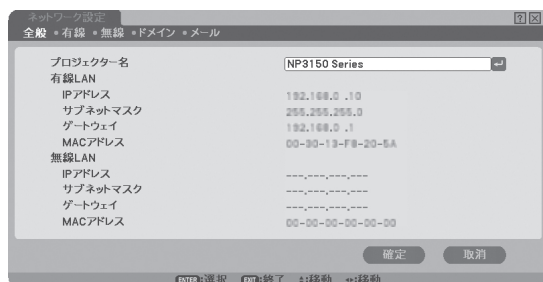 ネットワーク設定
全般 ●有線 ●無線 ●ドメイン ●メール
プロジェクター名 NP3150 Series
有線LAN
IPアドレス 192.168.0 .10
サブネットマスク 255.255.255.0
ゲートウェイ 192.168.0 .1
MACアドレス 00-30-13-F8-20-5A
無線LAN
IPアドレス ---.---.---.---
サブネットマスク ---.---.---.---
ゲートウェイ ---.---.---.---
MACアドレス 00-00-00-00-00-00
確定 取消
ENTER:選択 EXIT:終了 :移動 :移動